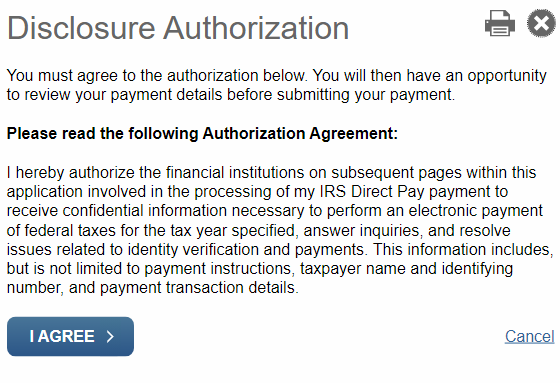 Disclosure Authorization
You must agree to the authorization below. You will then have an opportunity
to review your payment details before submitting your payment.
Please read the following Authorization Agreement:
I hereby authorize the financial institutions on subsequent pages within this
application involved in the processing of my IRS Direct Pay payment to
receive confidential information necessary to perform an electronic payment
of federal taxes for the tax year specified, answer inquiries, and resolve
issues related to identity verification and payments. This information includes,
but is not limited to payment instructions, taxpayer name and identifying
number, and payment transaction details.
I AGREE
Cancel